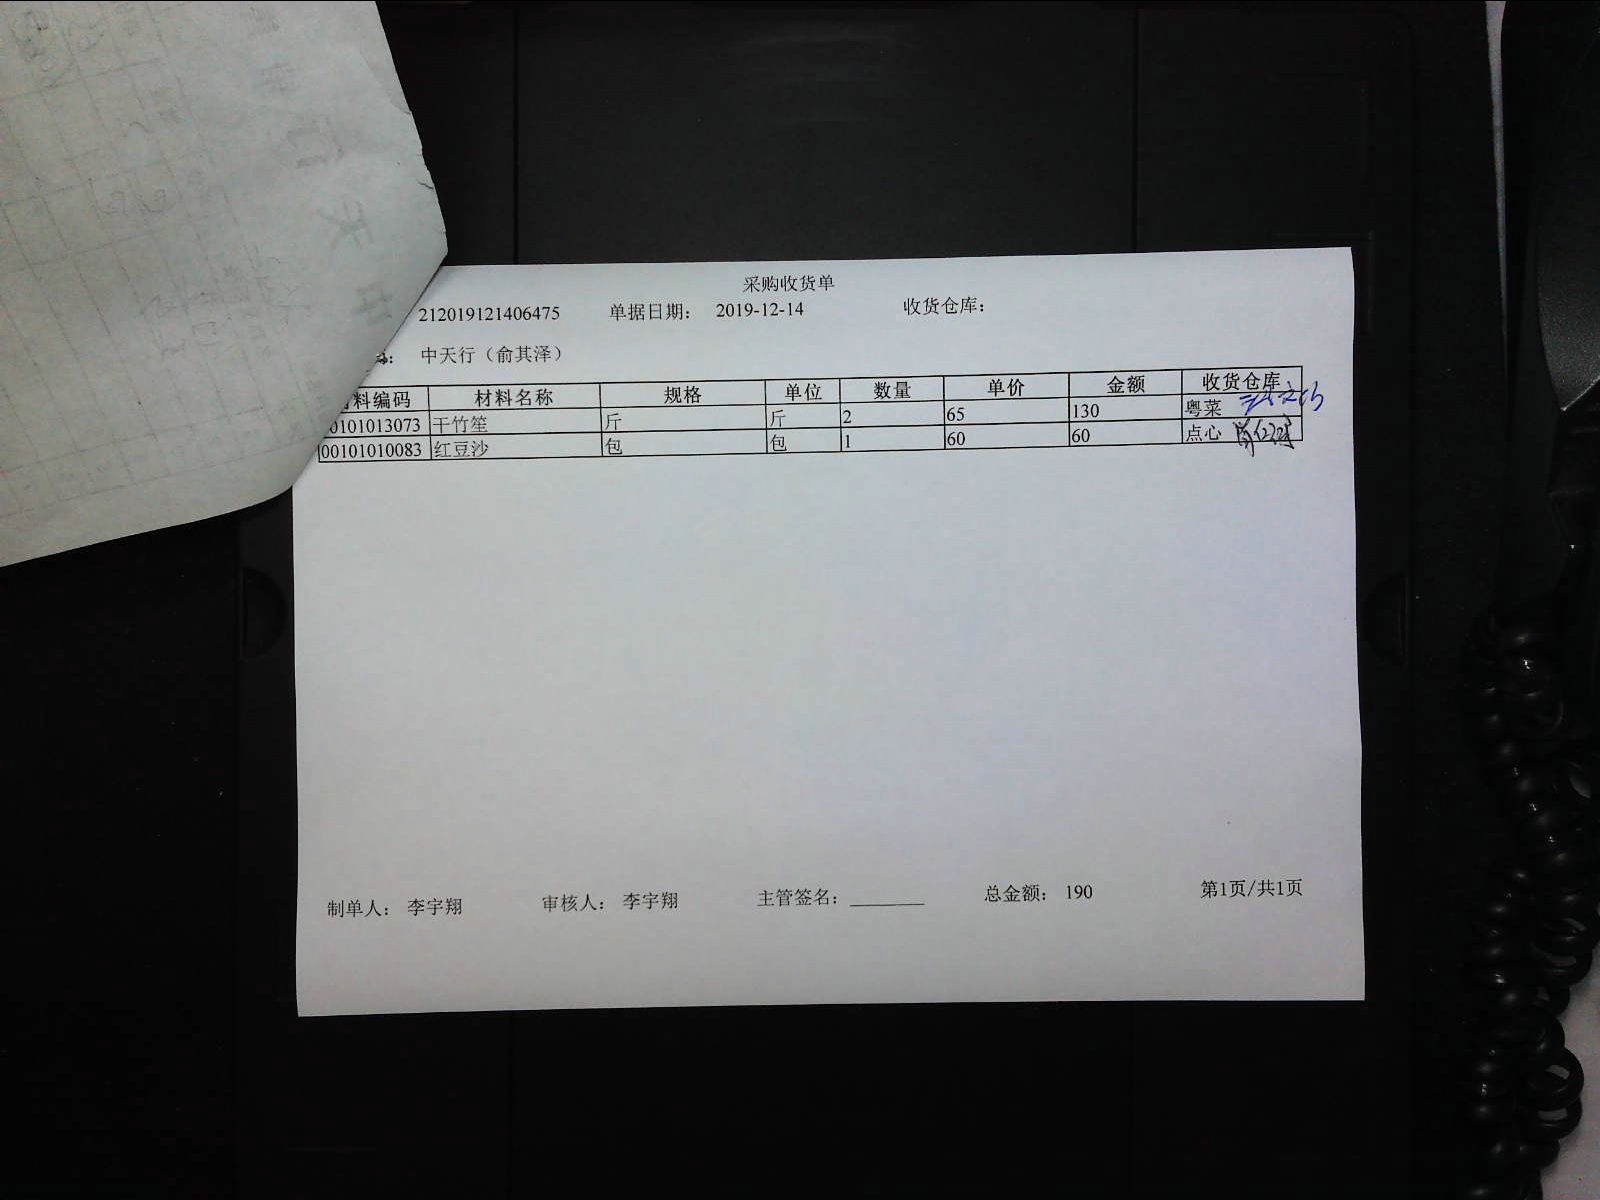 采购收货单
212019121406475 单据日期： 2019-12-14 收货仓库：
中天行（俞其泽）
料编码 材料名称 规格 单位 数量 单价 金额 收货仓库
0101013073 干竹笙 斤 斤 2 65 130 粤菜
00101010083 红豆沙 包 包 1 60 60 点心
制单人： 李宇翔 审核人： 李宇翔 主管签名： 总金额： 190 第1页/共1页